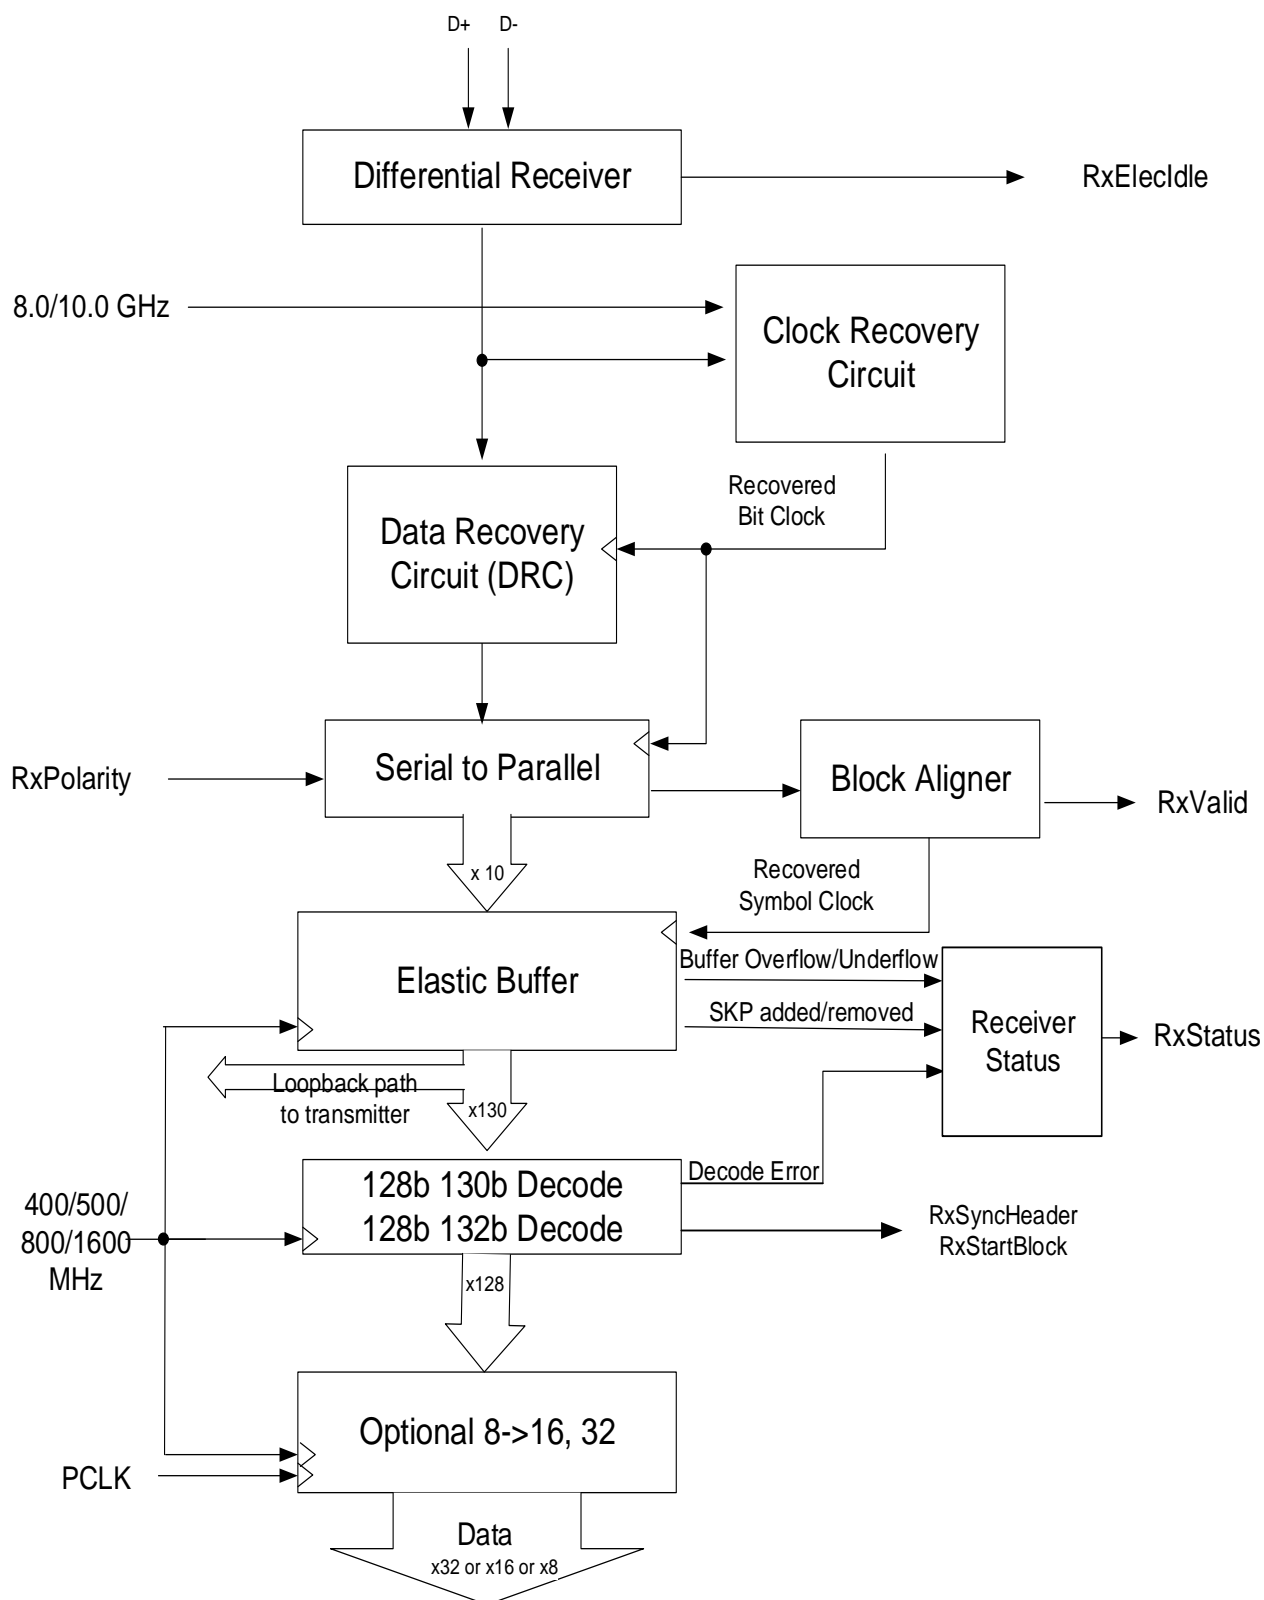 D+ D-
Differential Receiver
RxElecIdle
8.0/10.0 GHz
Clock Recovery
Circuit
Recovered
Bit Clock
Data Recovery
Circuit (DRC)
RxPolarity
Serial to Parallel
Block Aligner
RxValid
x 10
Recovered
Symbol Clock
Elastic Buffer
Buffer Overflow/Underflow
SKP added/removed
Receiver
Status
RxStatus
Loopback path
to transmitter
x130
Decode Error
128b 130b Decode
128b 132b Decode
400/500/
800/1600
MHz
RxSyncHeader
RxStartBlock
x128
Optional 8->16, 32
PCLK
Data
x32 or x16 or x8